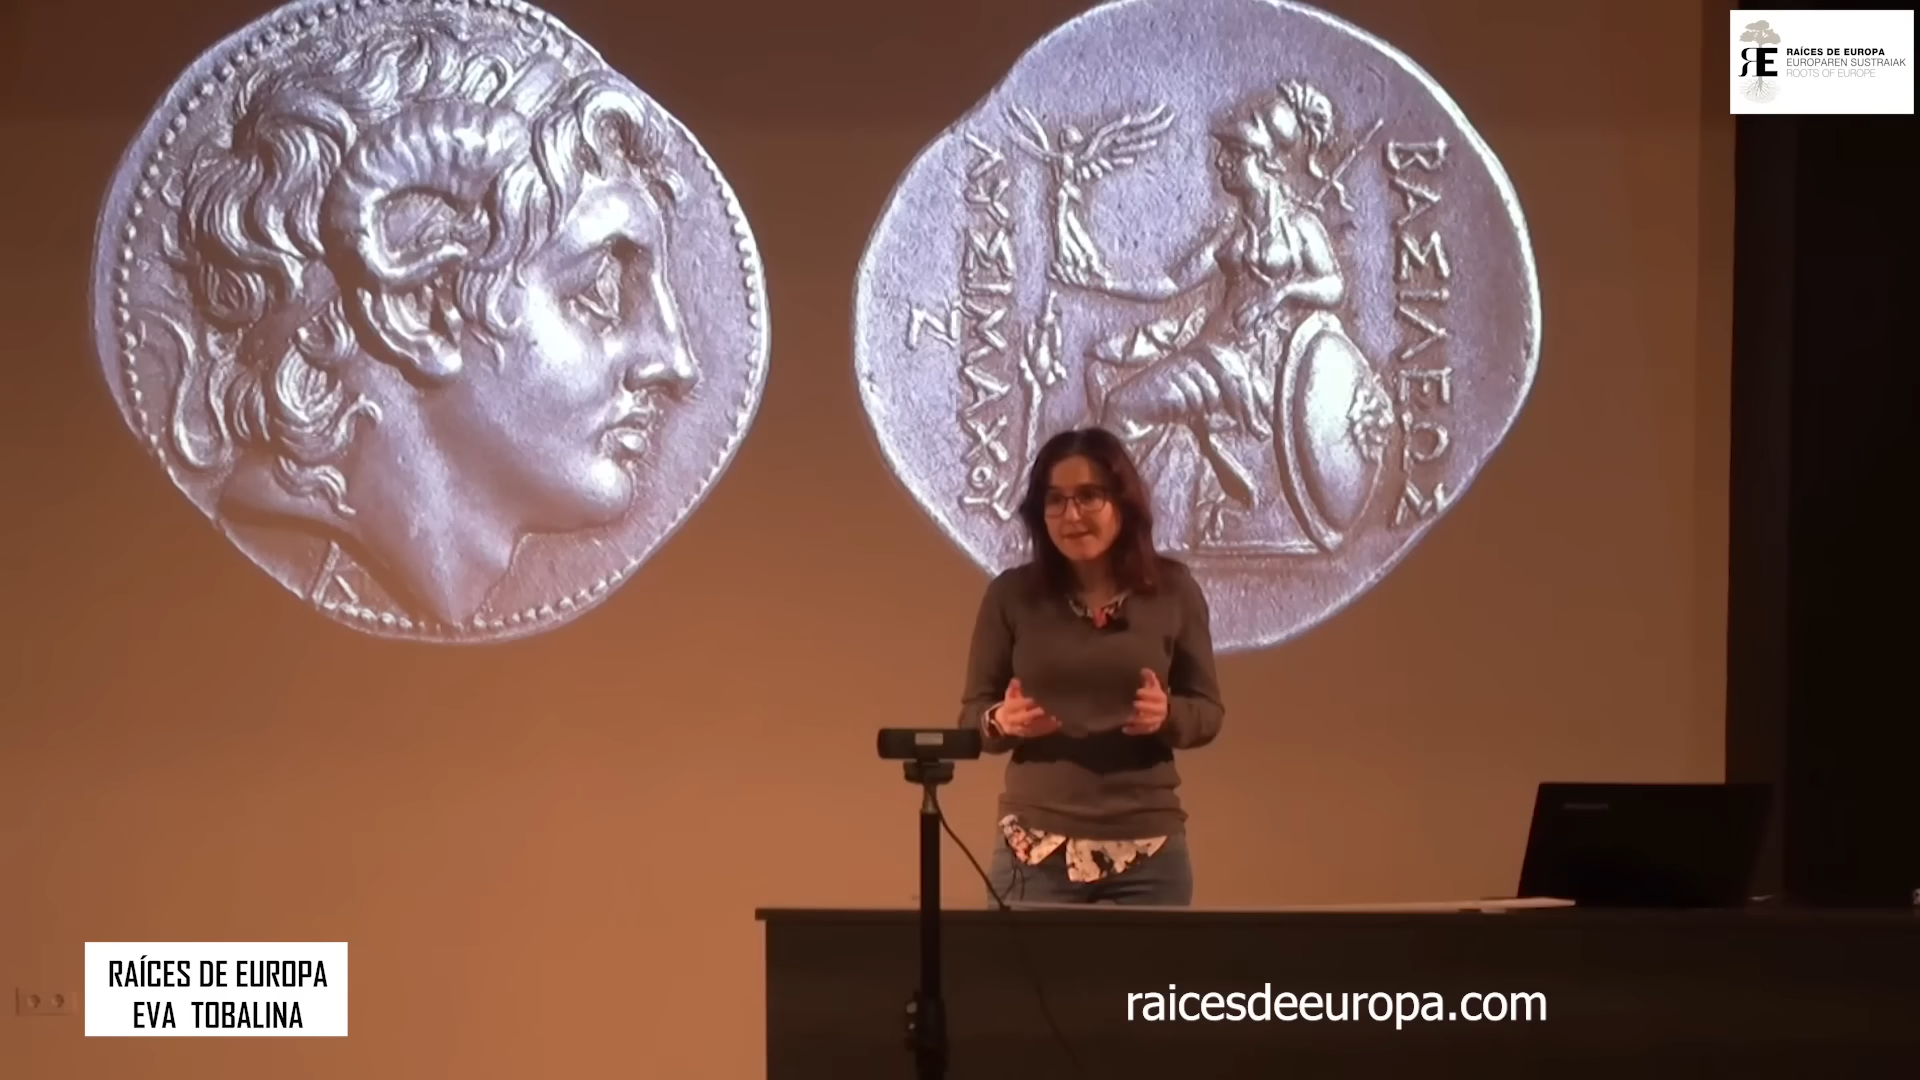 RAÍCES DE EUROPA
EUROPAREN SUSTRAIAK
ROOTS OF EUROPE
ΒΑΣΙΛΕΩΣ
ΛΥΣΙΜΑΧΟΥ
RAÍCES DE EUROPA
EVA TOBALINA
raicesdeeuropa.com